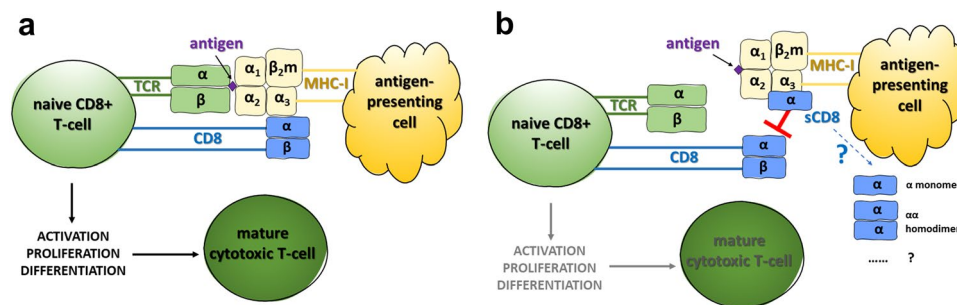 a
antigen
α
β
TCR
α₁
β₂m
α₂
α₃
MHC-I
antigen-
presenting
cell
naive CD8+
T-cell
CD8
α
β
ACTIVATION
PROLIFERATION
DIFFERENTIATION
mature
cytotoxic T-cell
b
antigen
α₁
β₂m
α₂
α₃
MHC-I
antigen-
presenting
cell
α
sCD8
α
β
TCR
naive CD8+
T-cell
CD8
α
β
?
α
α monome
α
α
αα
homodimer
...... ?
ACTIVATION
PROLIFERATION
DIFFERENTIATION
mature
cytotoxic T-cell